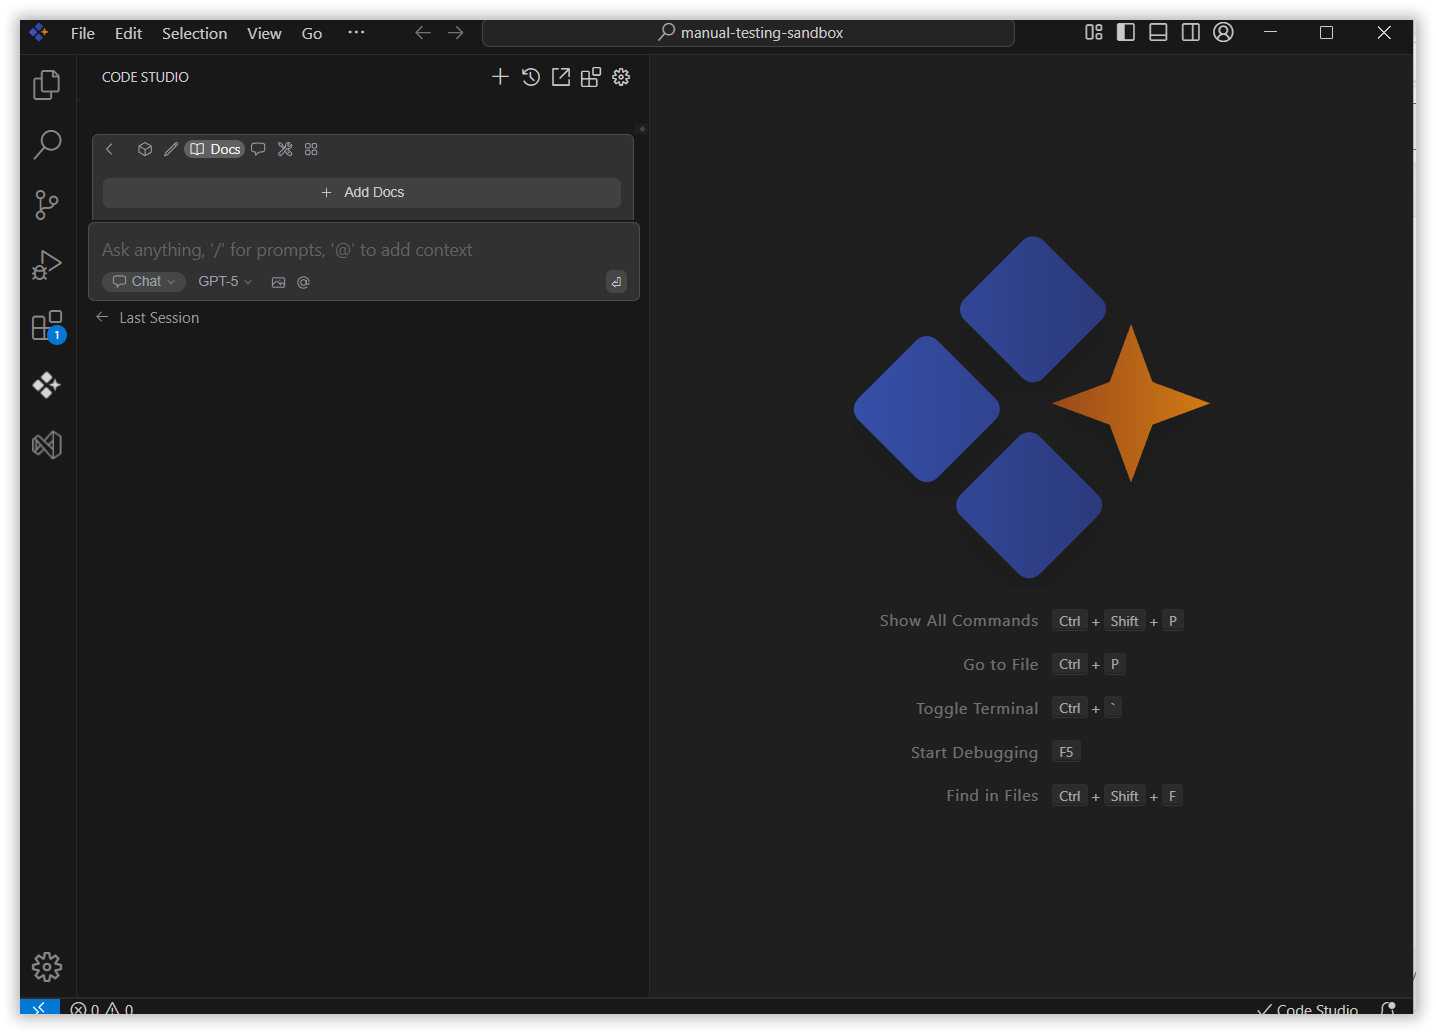 File Edit Selection View Go ···
manual-testing-sandbox
CODE STUDIO
Docs
+ Add Docs
Ask anything, '/' for prompts, '@' to add context
Chat GPT-5
Last Session
1
Show All Commands Ctrl + Shift + P
Go to File Ctrl + P
Toggle Terminal Ctrl + `
Start Debugging F5
Find in Files Ctrl + Shift + F
0 0
Code Studio